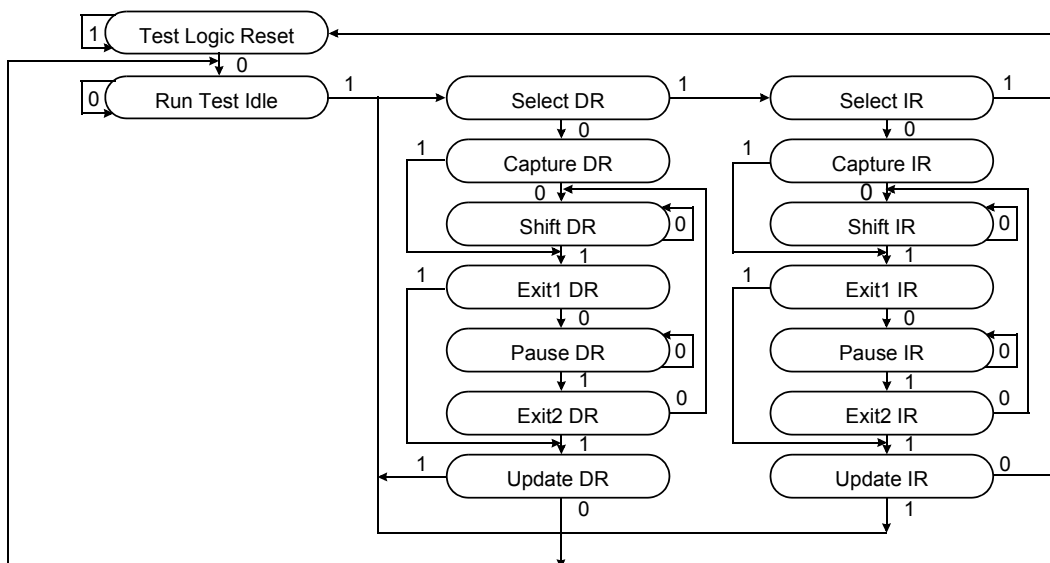 1
Test Logic Reset
0
0
Run Test Idle
1
Select DR
1
Select IR
1
0
0
1
Capture DR
1
Capture IR
0
0
Shift DR
0
Shift IR
0
1
1
1
Exit1 DR
1
Exit1 IR
0
0
Pause DR
0
Pause IR
0
1
1
Exit2 DR
0
Exit2 IR
0
1
1
1
Update DR
Update IR
0
0
1